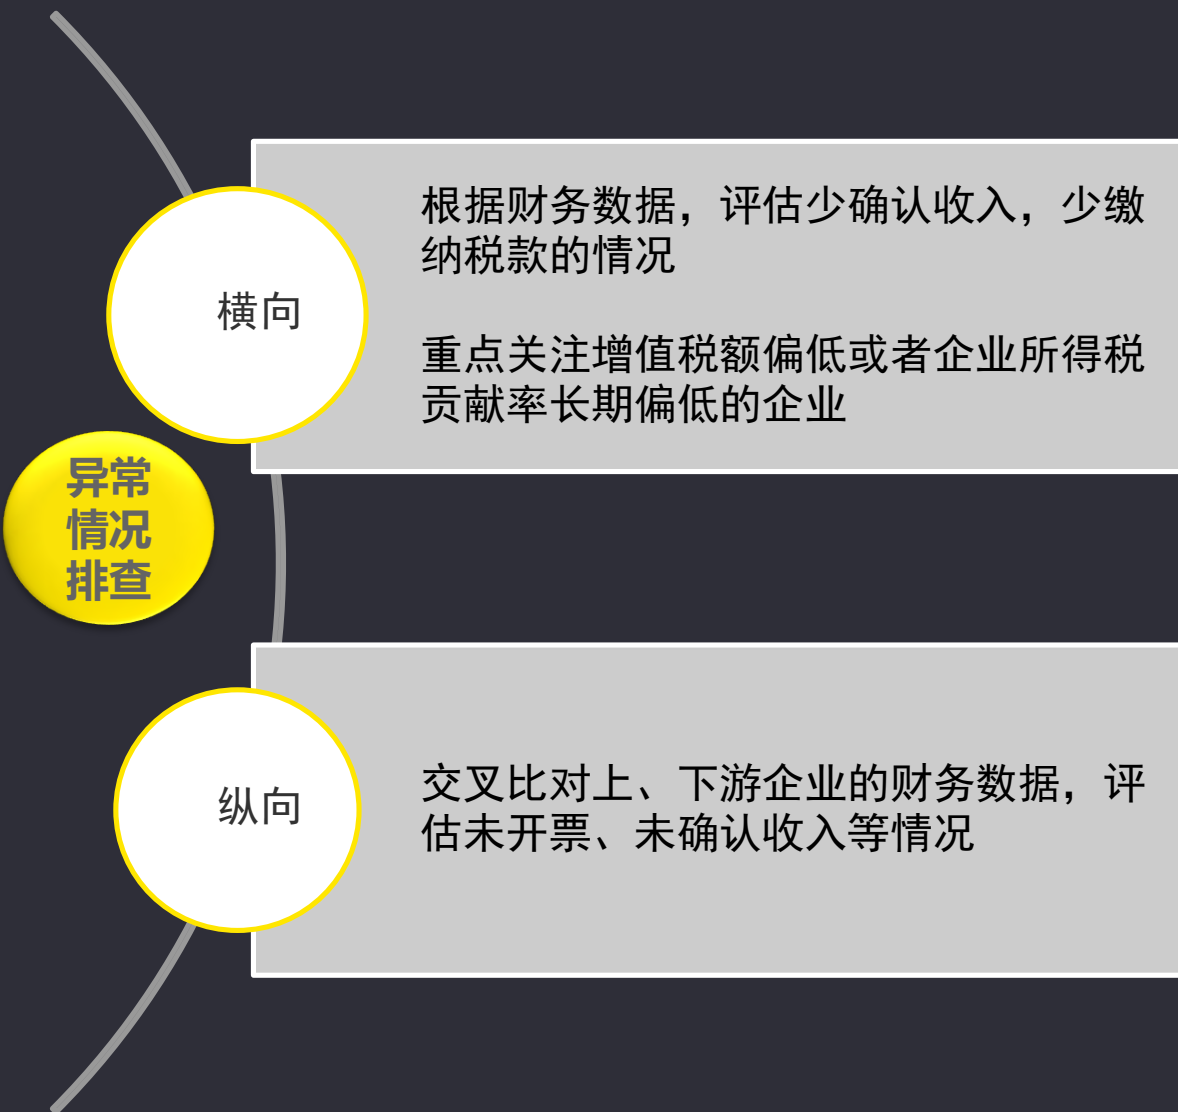 横向
根据财务数据，评估少确认收入，少缴
纳税款的情况
重点关注增值税额偏低或者企业所得税
贡献率长期偏低的企业
异常
情况
排查
纵向
交叉比对上、下游企业的财务数据，评
估未开票、未确认收入等情况